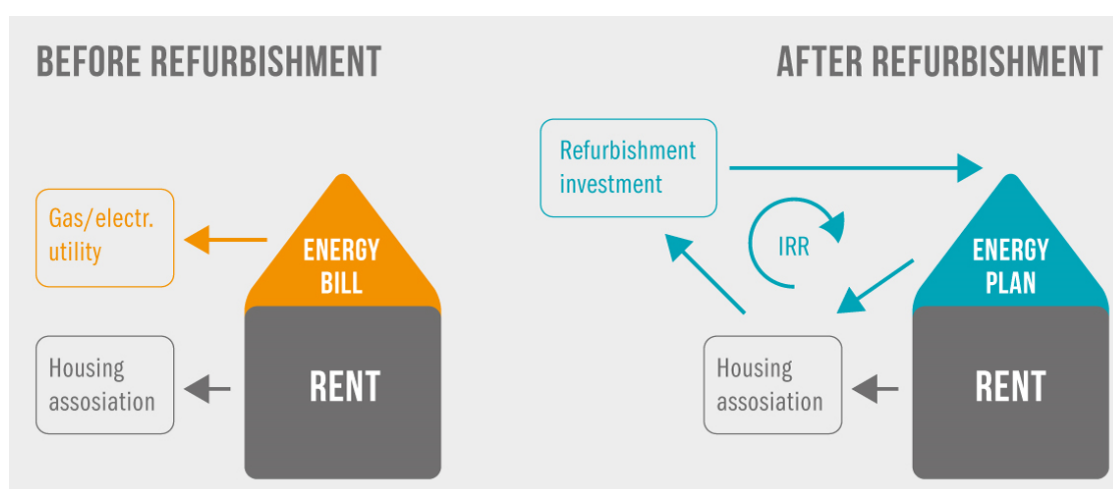 BEFORE REFURBISHMENT
Gas/electr.
utility
ENERGY
BILL
Housing
assosiation
RENT
AFTER REFURBISHMENT
Refurbishment
investment
IRR
ENERGY
PLAN
Housing
assosiation
RENT